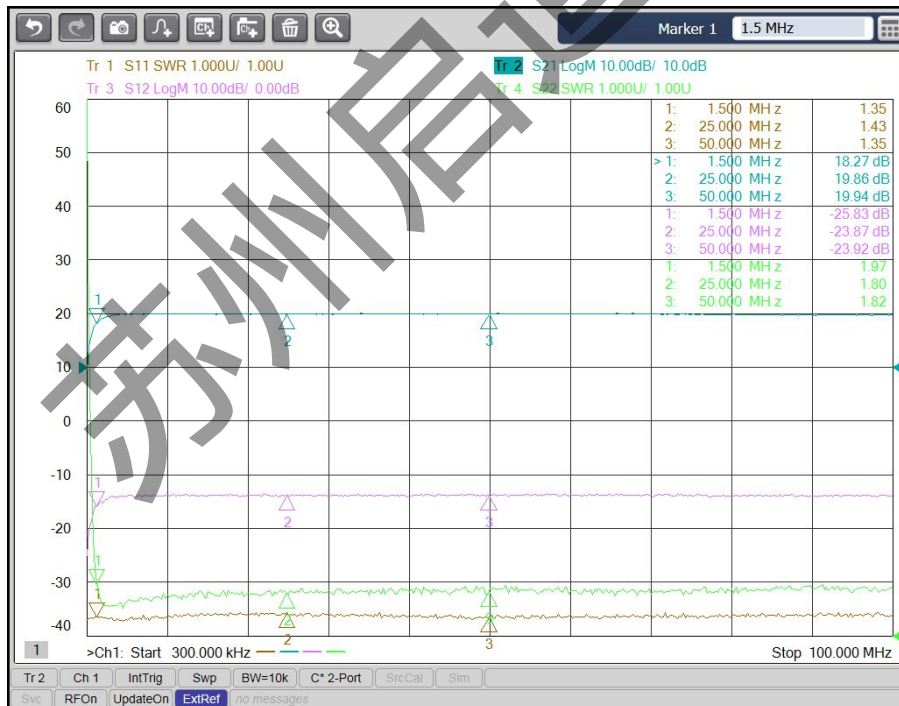 Marker 1 1.5 MHz
Tr 1 S11 SWR 1.000U/ 1.00U
Tr 2 S21 LogM 10.00dB/ 10.0dB
Tr 3 S12 LogM 10.00dB/ 0.00dB
Tr 4 S22 SWR 1.000U/ 1.00U
60
50
40
30
20
10
0
-10
-20
-30
-40
1: 1.500 MHz 1.35
2: 25.000 MHz 1.43
3: 50.000 MHz 1.35
> 1: 1.500 MHz 18.27 dB
2: 25.000 MHz 19.86 dB
3: 50.000 MHz 19.94 dB
1: 1.500 MHz -25.83 dB
2: 25.000 MHz -23.87 dB
3: 50.000 MHz -23.92 dB
1: 1.500 MHz 1.97
2: 25.000 MHz 1.80
3: 50.000 MHz 1.82
1
2
3
1
2
3
1
1
2
2
3
1 >Ch1: Start 300.000 kHz Stop 100.000 MHz
Tr 2 Ch 1 IntTrig Swp BW=10k C* 2-Port SrcCal Sim
Svc RFOn UpdateOn ExtRef no messages
苏州启